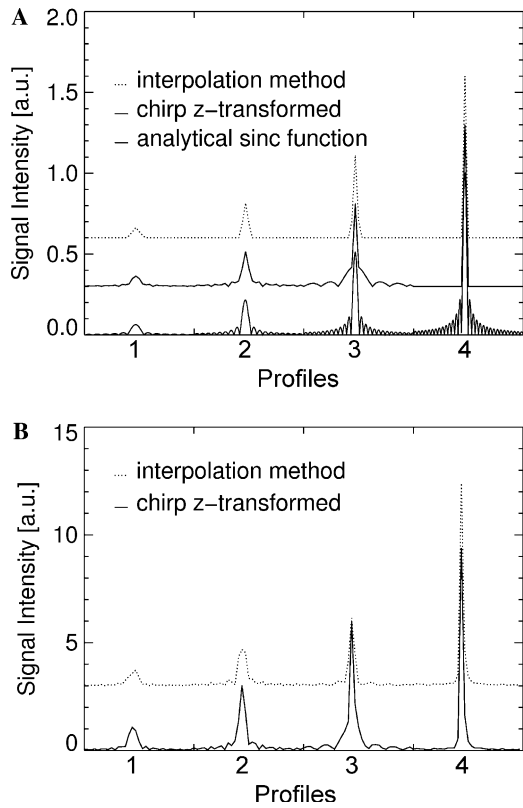 A
2.0
1.5
1.0
0.5
0.0
Signal Intensity [a.u.]
interpolation method
chirp z-transformed
analytical sinc function
1 2 3 4
Profiles
B
15
10
5
0
Signal Intensity [a.u.]
interpolation method
chirp z-transformed
1 2 3 4
Profiles